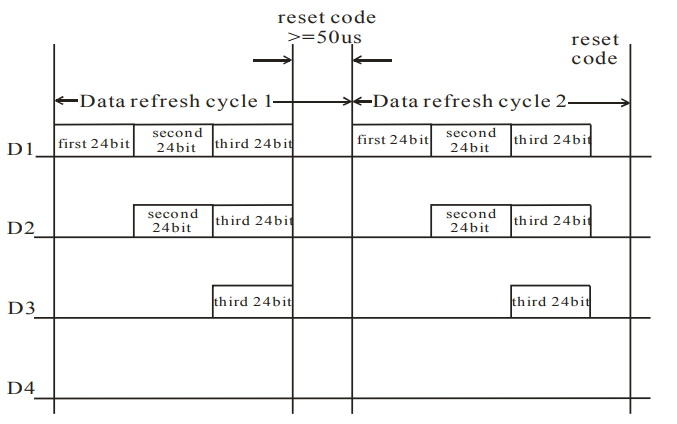 reset code
>=50us
reset
code
Data refresh cycle 1
Data refresh cycle 2
D1
first 24bit
second
24bit
third 24bit
first 24bit
second
24bit
third 24bit
D2
second
24bit
third 24bit
second
24bit
third 24bit
D3
third 24bit
third 24bit
D4